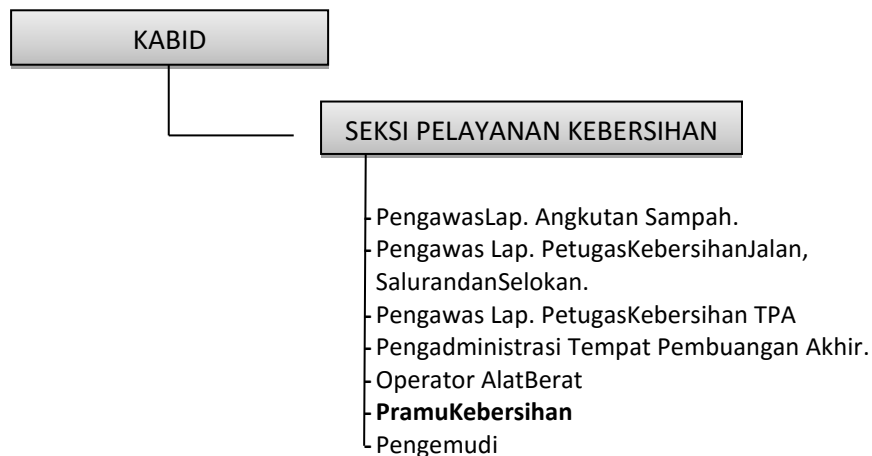 KABID
SEKSI PELAYANAN KEBERSIHAN
- PengawasLap. Angkutan Sampah.
- Pengawas Lap. PetugasKebersihanJalan,
SalurandanSelokan.
- Pengawas Lap. PetugasKebersihan TPA
- Pengadministrasi Tempat Pembuangan Akhir.
- Operator AlatBerat
- PramuKebersihan
- Pengemudi